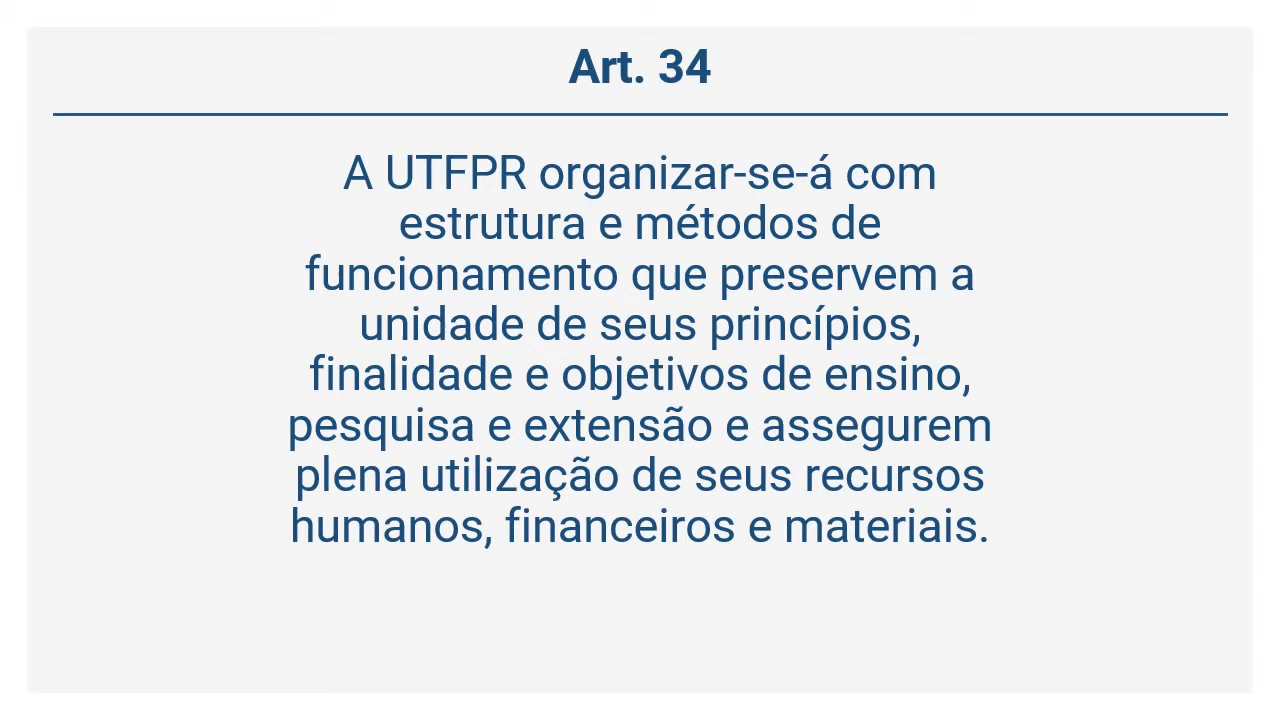 Art. 34
A UTFPR organizar-se-á com
estrutura e métodos de
funcionamento que preservem a
unidade de seus princípios,
finalidade e objetivos de ensino,
pesquisa e extensão e assegurem
plena utilização de seus recursos
humanos, financeiros e materiais.